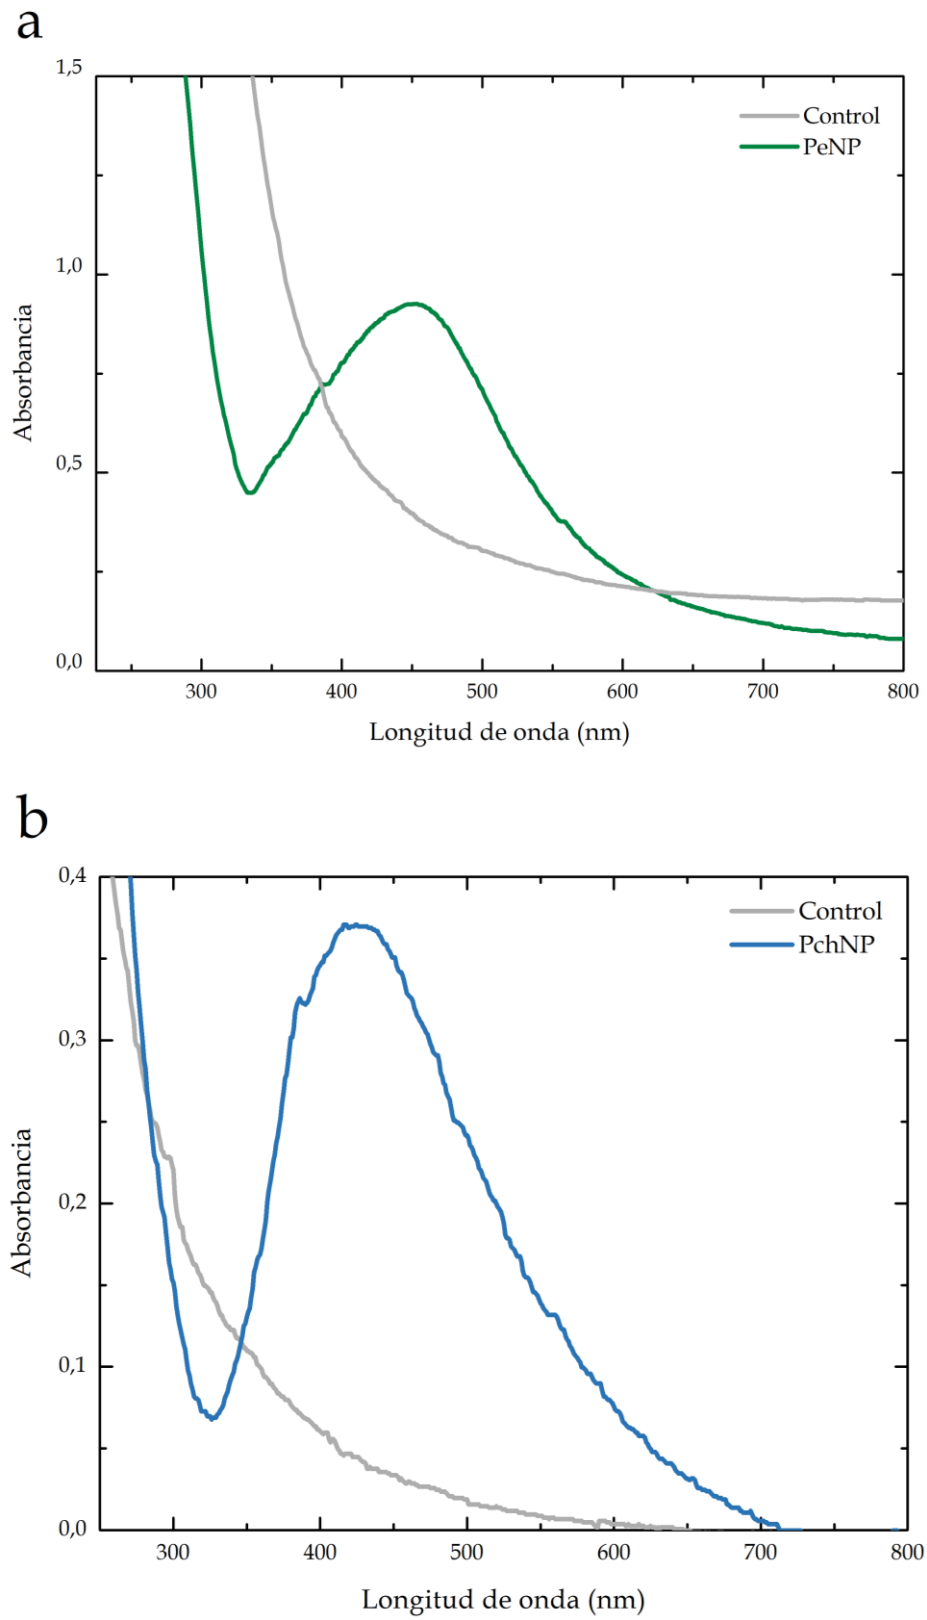 a
1,5
1,0
0,5
0,0
Absorbancia
Control
PeNP
300 400 500 600 700 800
Longitud de onda (nm)
b
0,4
0,3
0,2
0,1
0,0
Absorbancia
Control
PchNP
300 400 500 600 700 800
Longitud de onda (nm)